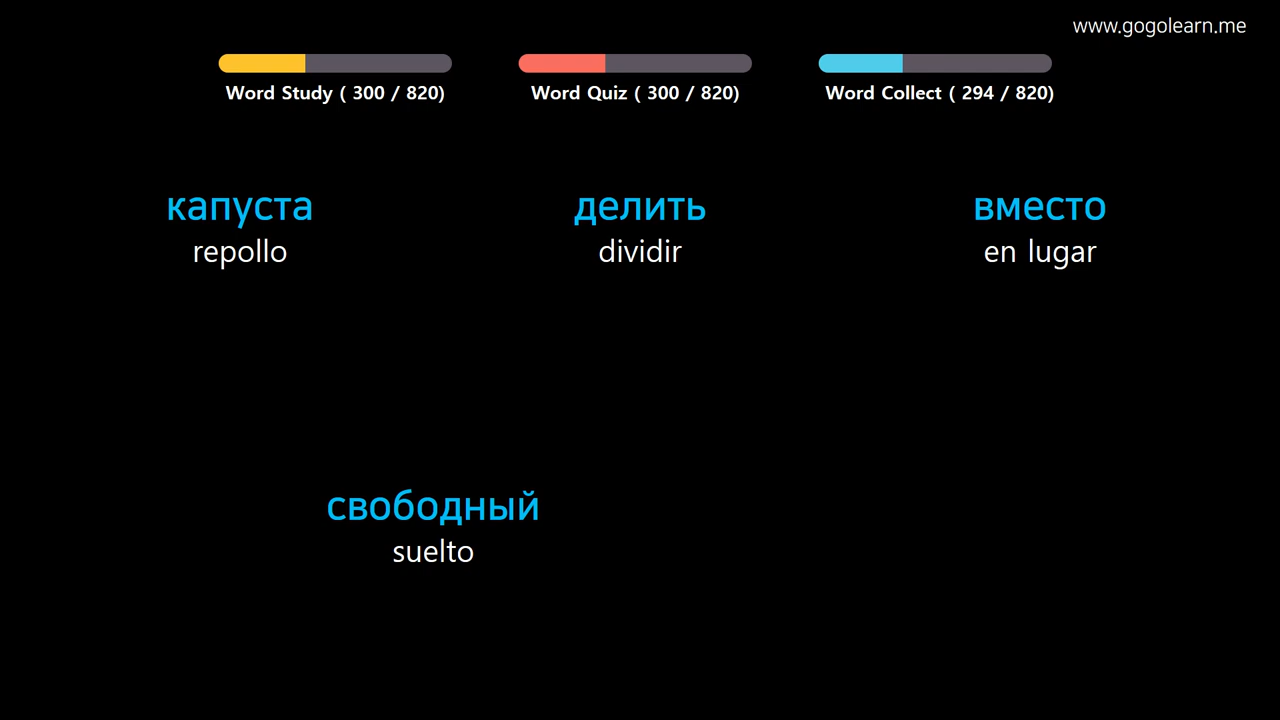 www.gogolearn.me
Word Study ( 300 / 820)
Word Quiz ( 300 / 820)
Word Collect ( 294 / 820)
капуста
repollo
делить
dividir
вместо
en lugar
свободный
suelto